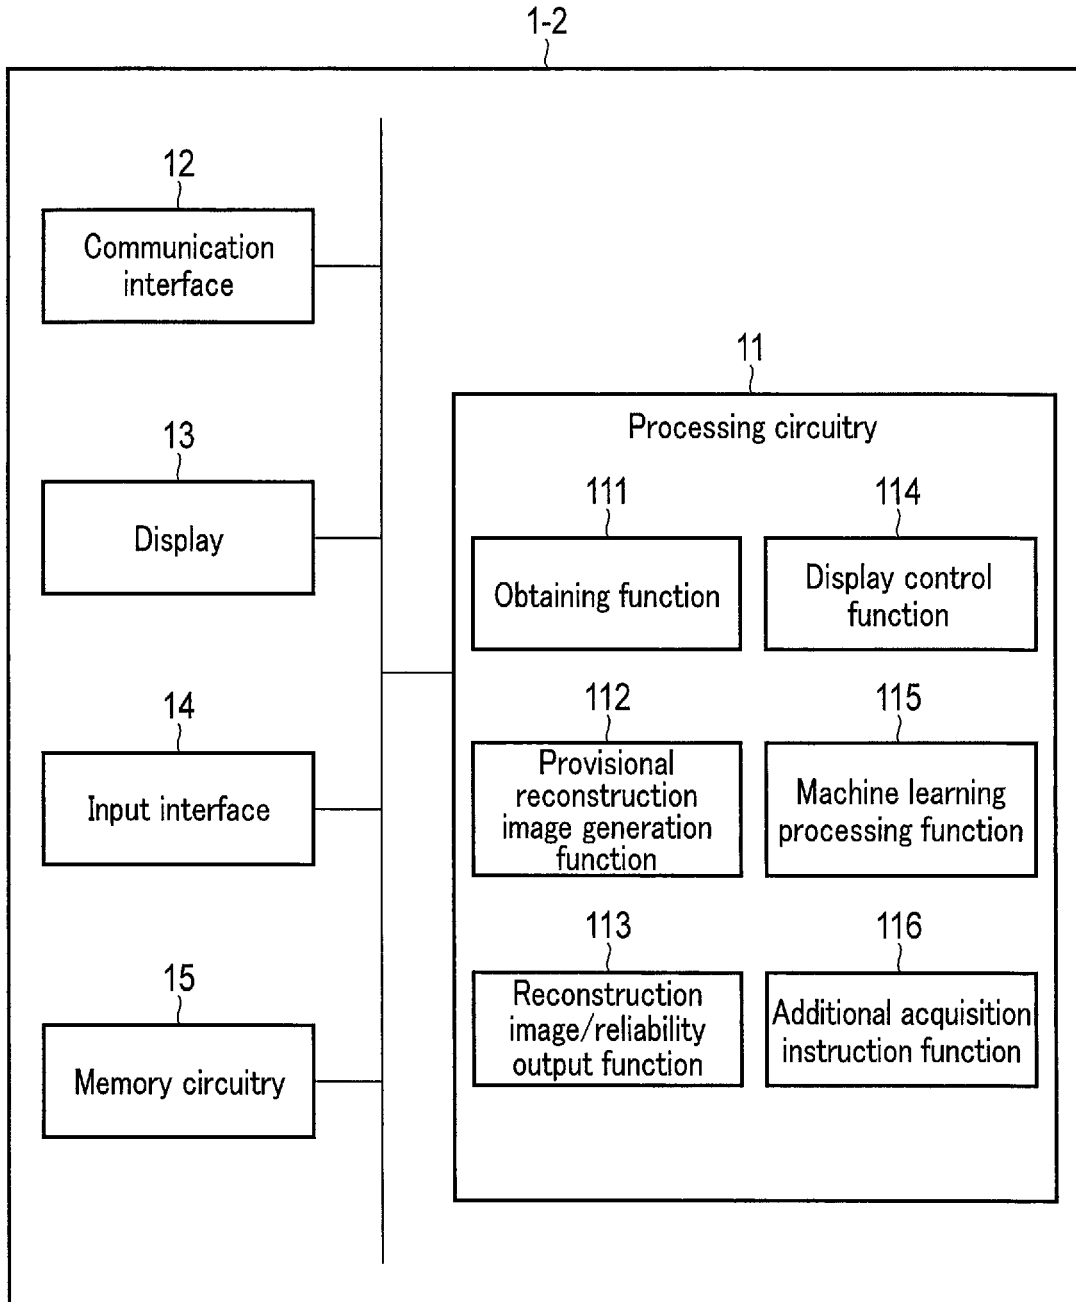 1-2
12
Communication
interface
13
Display
14
Input interface
15
Memory circuitry
11
Processing circuitry
111
Obtaining function
114
Display control
function
112
Provisional
reconstruction
image generation
function
115
Machine learning
processing function
113
Reconstruction
image/reliability
output function
116
Additional acquisition
instruction function